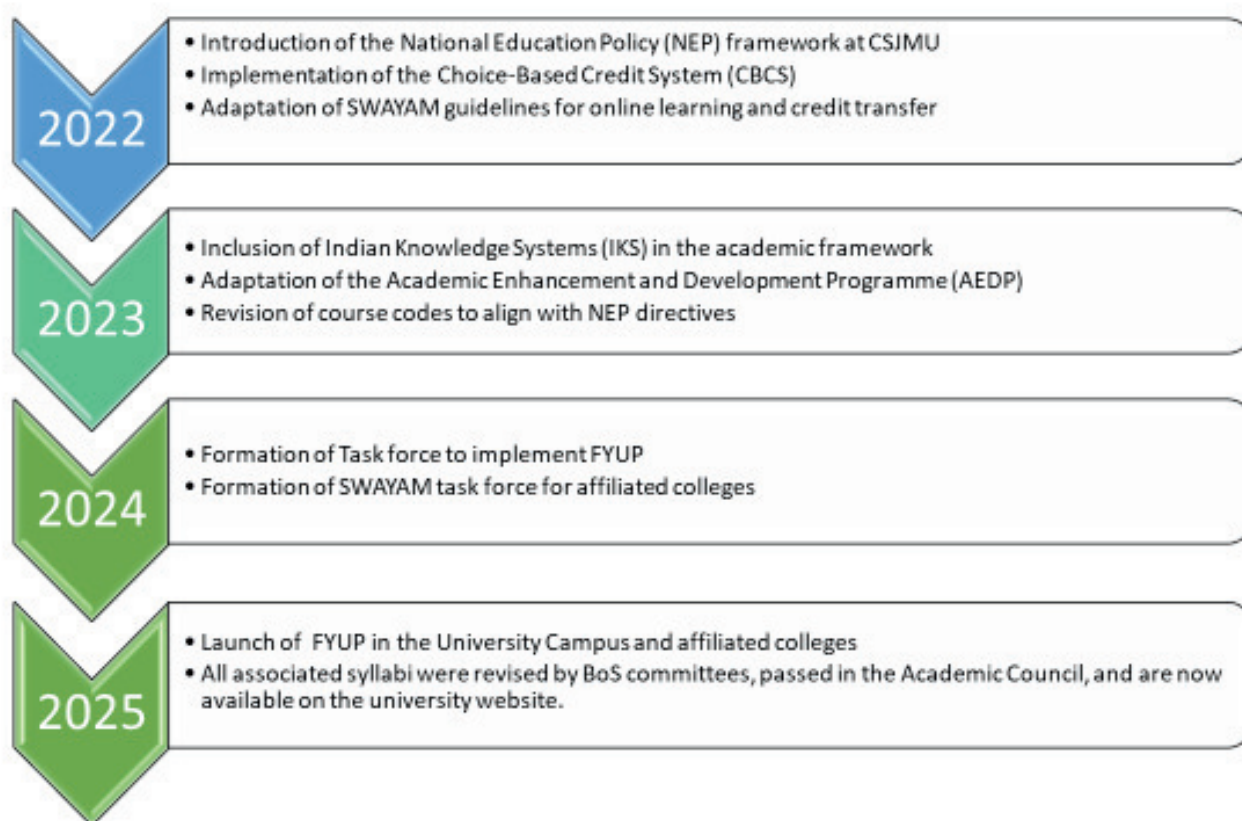 2022
• Introduction of the National Education Policy (NEP) framework at CSJMU
• Implementation of the Choice-Based Credit System (CBCS)
• Adaptation of SWAYAM guidelines for online learning and credit transfer
2023
• Inclusion of Indian Knowledge Systems (IKS) in the academic framework
• Adaptation of the Academic Enhancement and Development Programme (AEDP)
• Revision of course codes to align with NEP directives
2024
• Formation of Task force to implement FYUP
• Formation of SWAYAM task force for affiliated colleges
2025
• Launch of  FYUP in the University Campus and affiliated colleges
• All associated syllabi were revised by BoS committees, passed in the Academic Council, and are now
available on the university website.